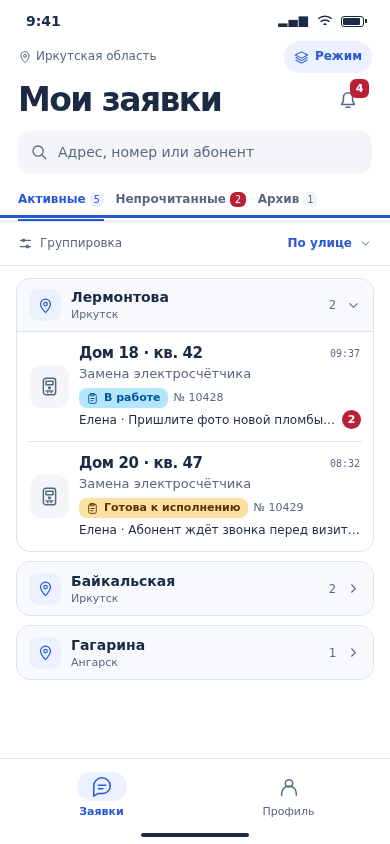 9:41
Иркутская область
Режим
Мои заявки
4
Адрес, номер или абонент
Активные 5 Непрочитанные 2 Архив 1
Группировка
По улице
Лермонтова
Иркутск
2
Дом 18 · кв. 42
09:37
Замена электросчётчика
В работе № 10428
Елена · Пришлите фото новой пломбы...
2
Дом 20 · кв. 47
08:32
Замена электросчётчика
Готова к исполнению № 10429
Елена · Абонент ждёт звонка перед визит...
Байкальская
Иркутск
2
Гагарина
Ангарск
1
Заявки
Профиль